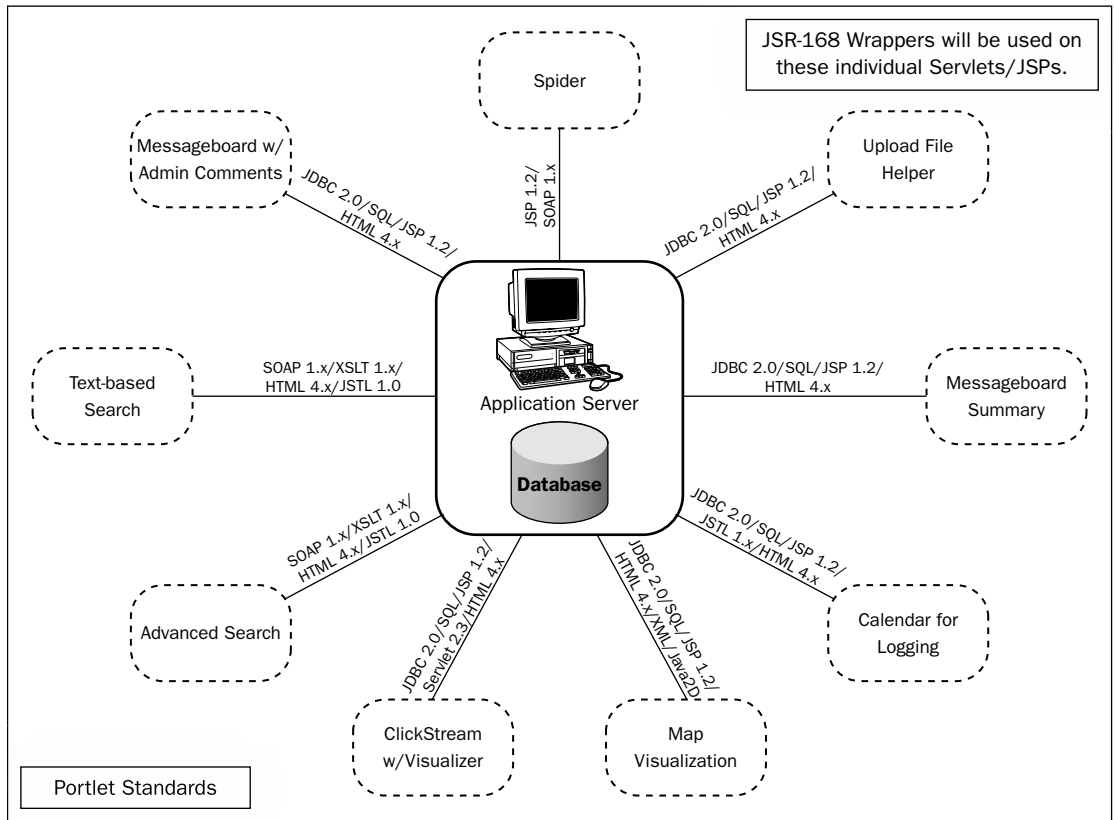 JSR-168 Wrappers will be used on
these individual Servlets/JSPs.
Spider
Messageboard w/
Admin Comments
Upload File
Helper
JDBC 2.0/SQL/JSP 1.2/
HTML 4.x
JSP 1.2/
SOAP 1.x
JDBC 2.0/SQL/JSP 1.2/
HTML 4.x
Text-based
Search
SOAP 1.x/XSLT 1.x/
HTML 4.x/JSTL 1.0
Application Server
Database
JDBC 2.0/SQL/JSP 1.2/
HTML 4.x
Messageboard
Summary
SOAP 1.x/XSLT 1.x/
HTML 4.x/JSTL 1.0
Advanced Search
JDBC 2.0/SQL/JSP 1.2/
Servlet 2.3/HTML 4.x
ClickStream
w/Visualizer
JDBC 2.0/SQL/JSP 1.2/
HTML 4.x/XML/Java2D
Map
Visualization
JDBC 2.0/SQL/JSP 1.2/
JSTL 1.x/HTML 4.x
Calendar for
Logging
Portlet Standards